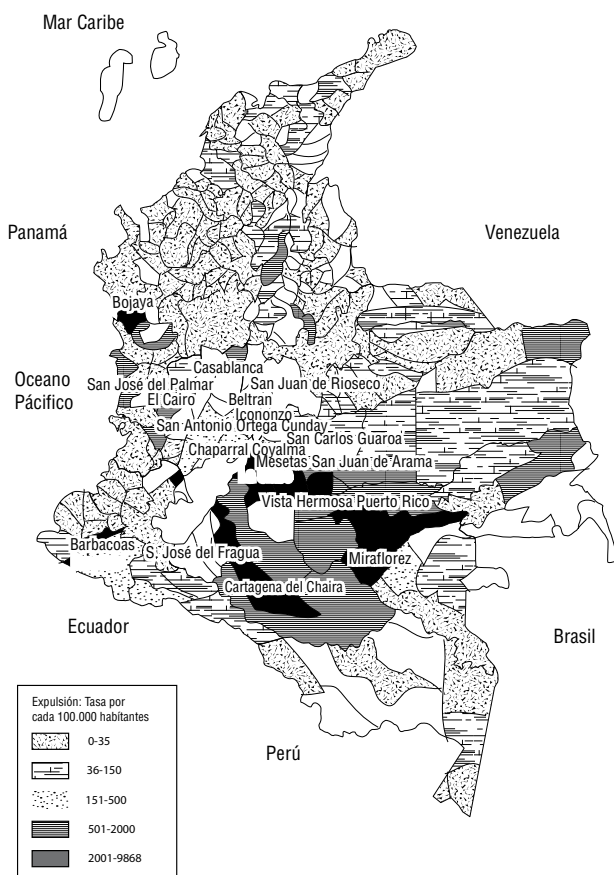 Mar Caribe
Panamá
Venezuela
Bojaya
Oceano
Pácifico
Casablanca
San José del Palmar
San Juan de Rioseco
El Cairo
Beltran
Icononzo
San Antonio Ortega Cunday
San Carlos Guaroa
Chaparral Coyalma
Mesetas San Juan de Arama
Vista Hermosa Puerto Rico
Barbacoas
S. José del Fragua
Miraflorez
Cartagena del Chaira
Ecuador
Brasil
Perú
Expulsión: Tasa por
cada 100.000 habítantes
0-35
36-150
151-500
501-2000
2001-9868